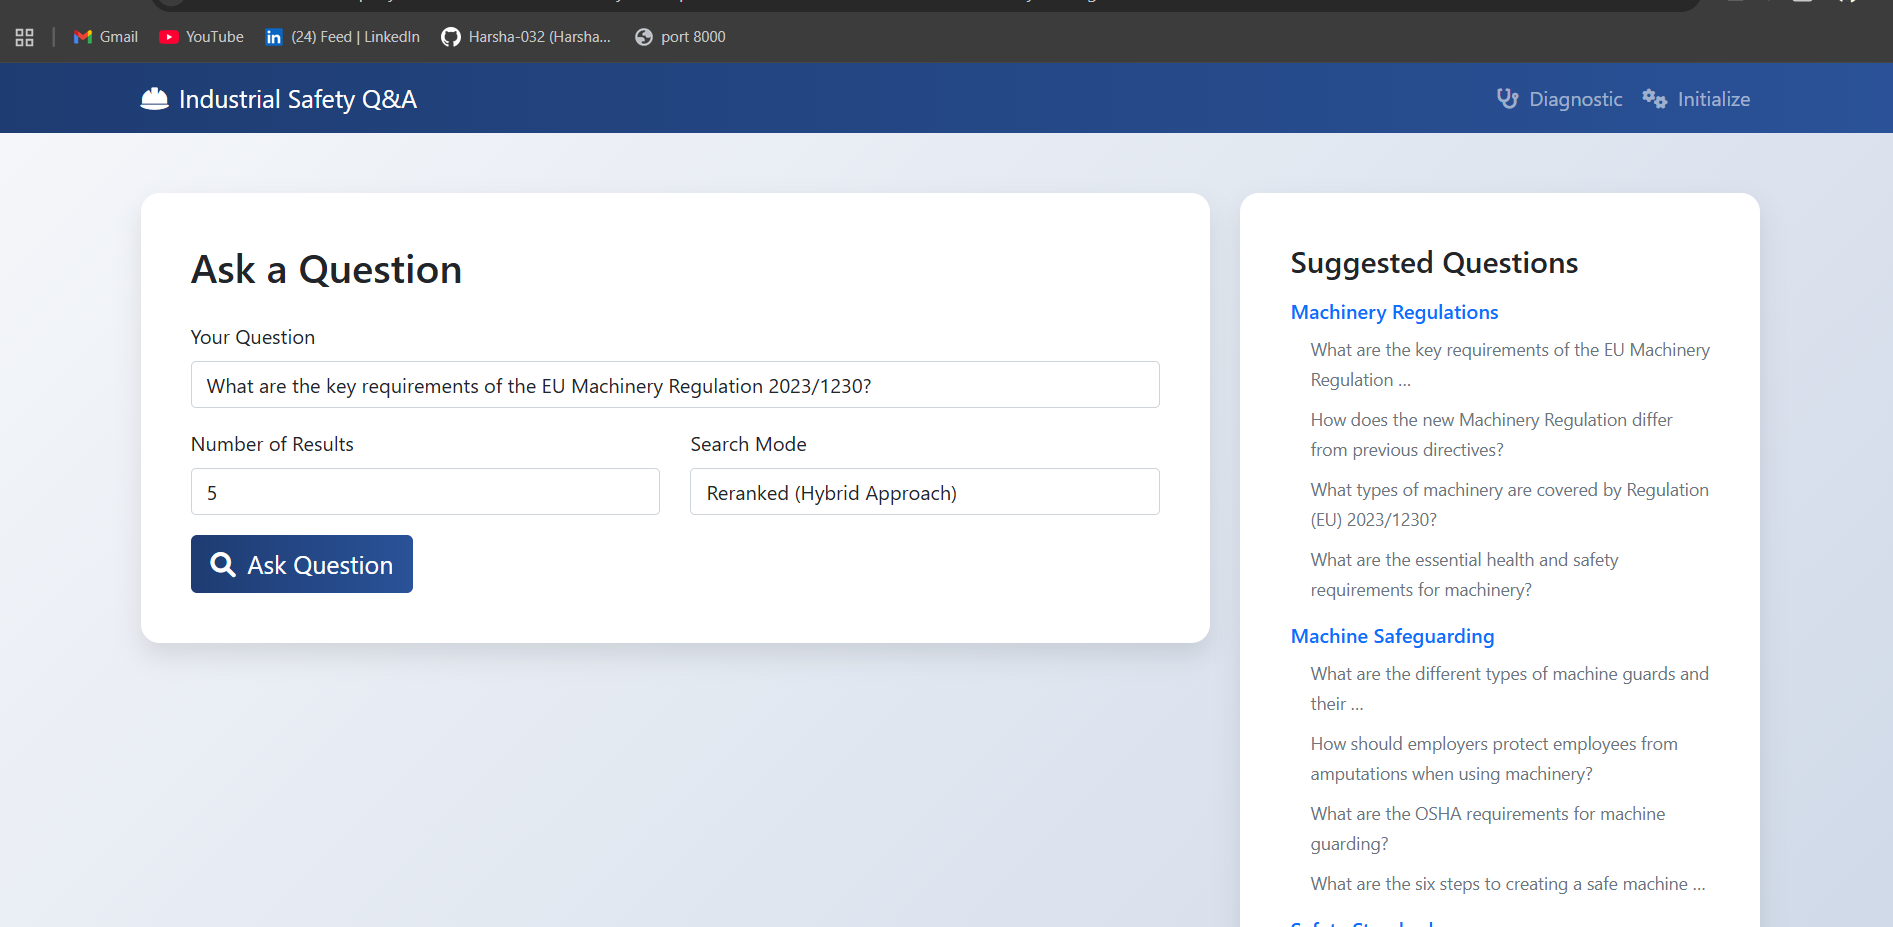 Gmail
YouTube
(24) Feed | LinkedIn
Harsha-032 (Harsha...
port 8000
Industrial Safety Q&A
Diagnostic
Initialize
Ask a Question
Your Question
What are the key requirements of the EU Machinery Regulation 2023/1230?
Number of Results
Search Mode
5
Reranked (Hybrid Approach)
Ask Question
Suggested Questions
Machinery Regulations
What are the key requirements of the EU Machinery
Regulation ...
How does the new Machinery Regulation differ
from previous directives?
What types of machinery are covered by Regulation
(EU) 2023/1230?
What are the essential health and safety
requirements for machinery?
Machine Safeguarding
What are the different types of machine guards and
their ...
How should employers protect employees from
amputations when using machinery?
What are the OSHA requirements for machine
guarding?
What are the six steps to creating a safe machine ...